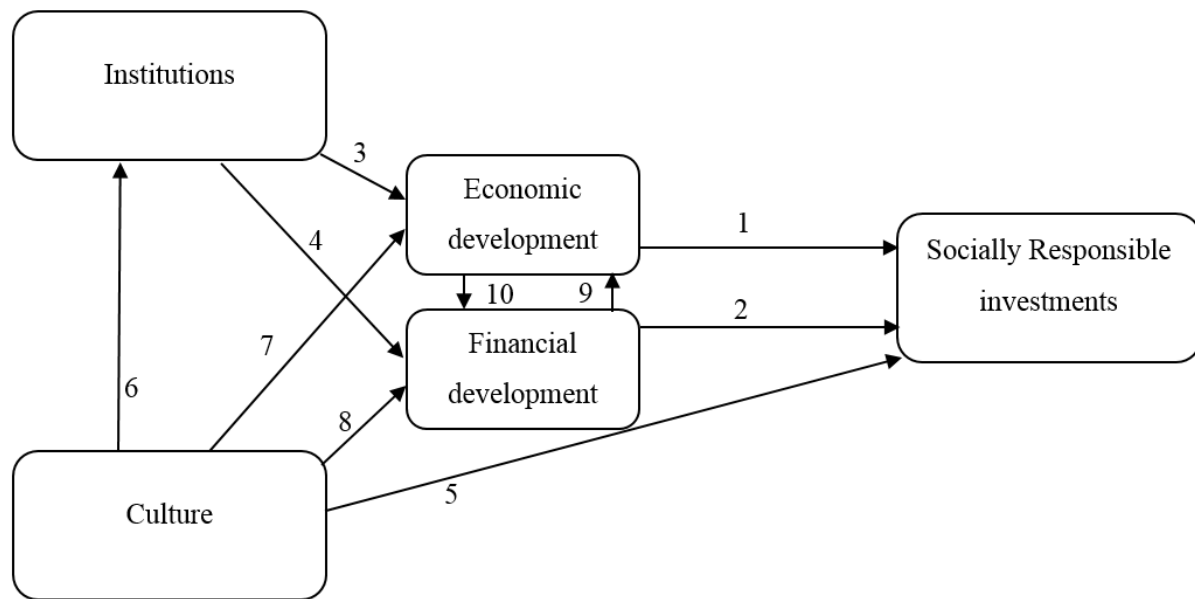 Institutions
3
Economic
development
4
1
Socially Responsible
investments
10
9
2
7
Financial
development
6
8
5
Culture